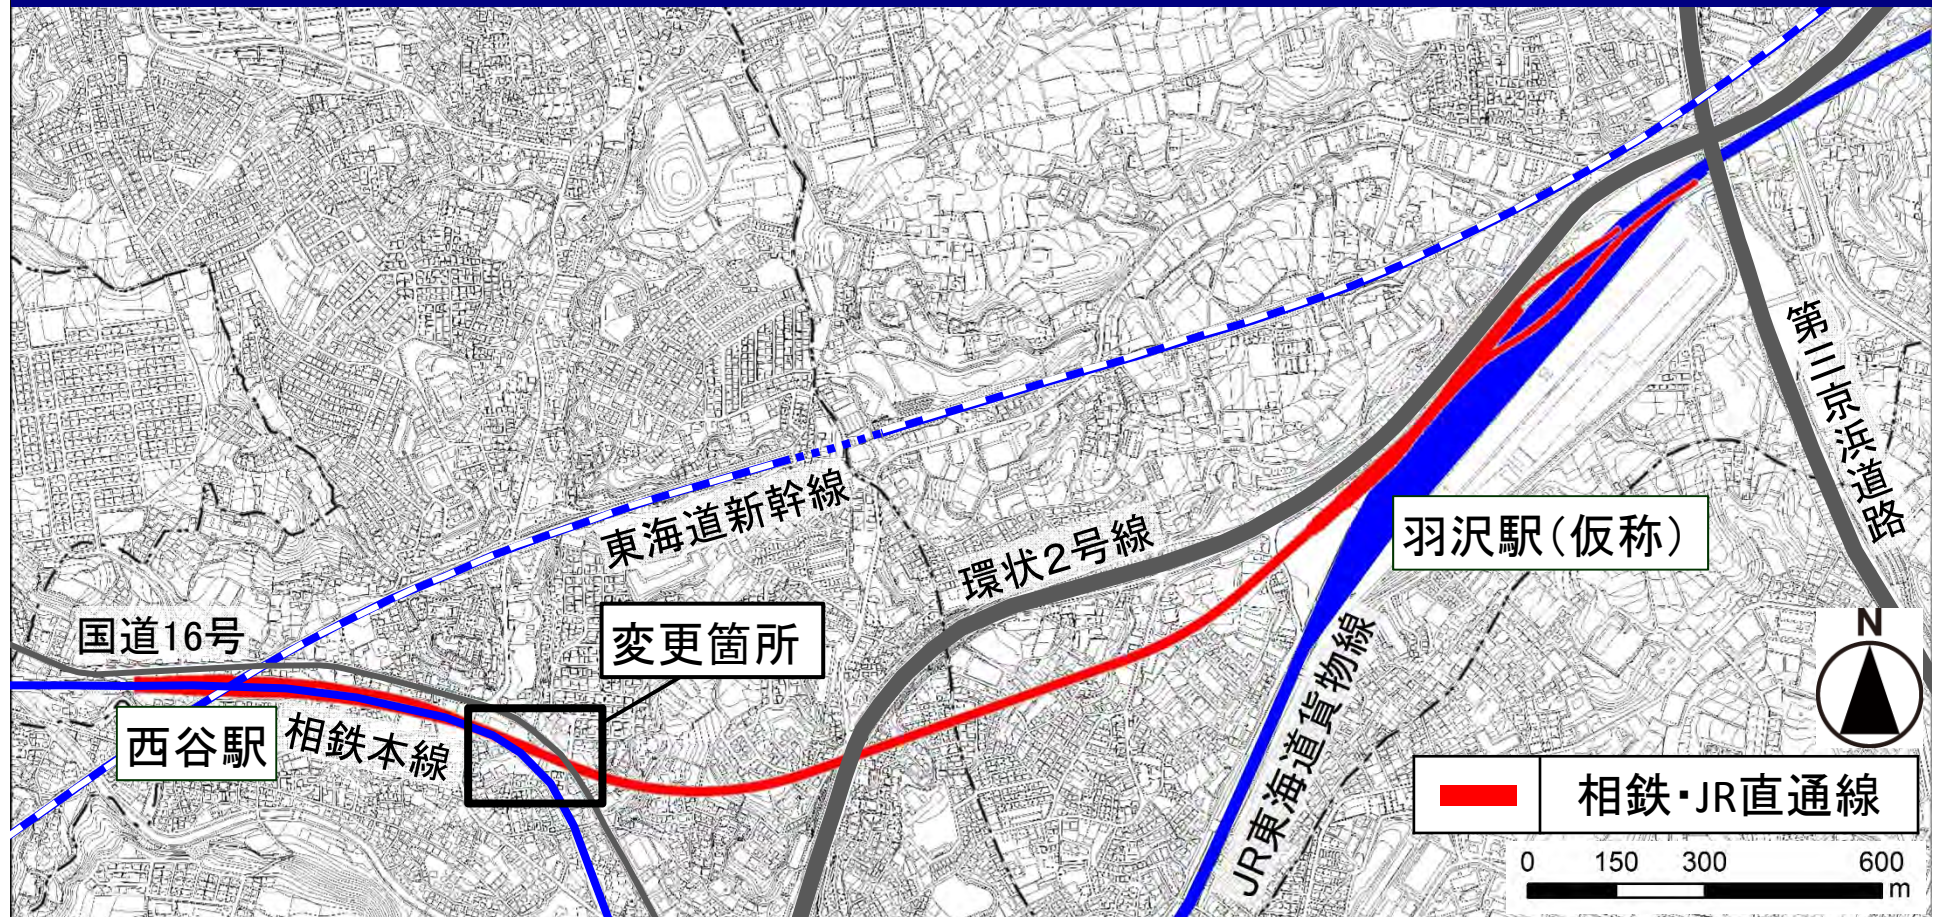 第三京浜道路
東海道新幹線
羽沢駅(仮称)
環状2号線
国道16号
変更箇所
N
西谷駅
相鉄本線
JR東海道貨物線
相鉄・JR直通線
0 150 300 600
m